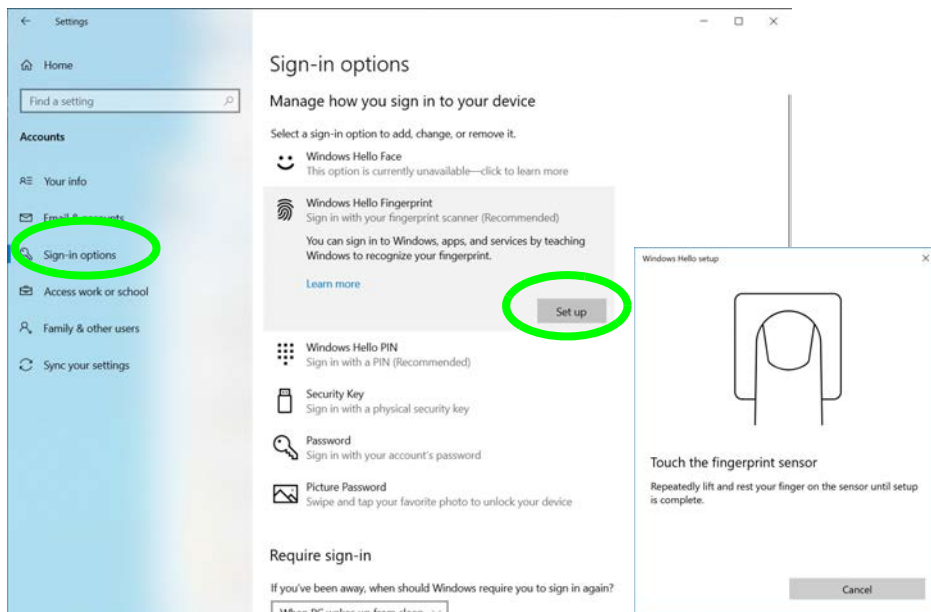 Settings
Home
Find a setting
Accounts
Your info
Email & accounts
Sign-in options
Access work or school
Family & other users
Sync your settings
Sign-in options
Manage how you sign in to your device
Select a sign-in option to add, change, or remove it.
Windows Hello Face
This option is currently unavailable—click to learn more
Windows Hello Fingerprint
Sign in with your fingerprint scanner (Recommended)
You can sign in to Windows, apps, and services by teaching
Windows to recognize your fingerprint.
Learn more
Set up
Windows Hello PIN
Sign in with a PIN (Recommended)
Security Key
Sign in with a physical security key
Password
Sign in with your account's password
Picture Password
Swipe and tap your favorite photo to unlock your device
Require sign-in
If you've been away, when should Windows require you to sign in again?
When PC wakes up from sleep
Windows Hello setup
Touch the fingerprint sensor
Repeatedly lift and rest your finger on the sensor until setup
is complete.
Cancel